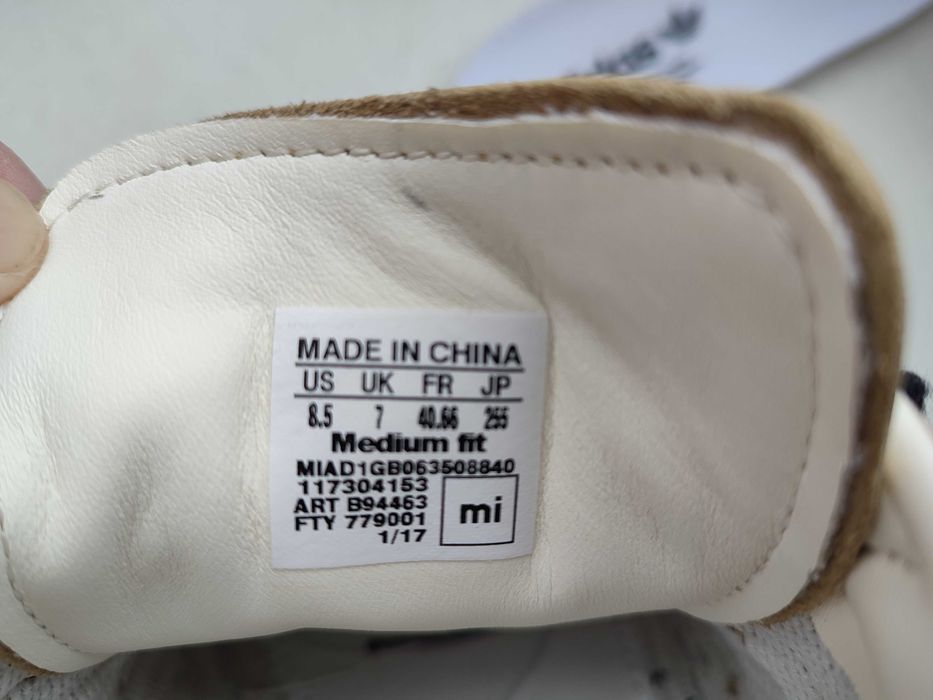 MADE IN CHINA
US UK FR JP
8.5 7 40.66 255
Medium fit
MIAD1GB063508840
117304153
ART B94463
FTY 779001
1/17
mi